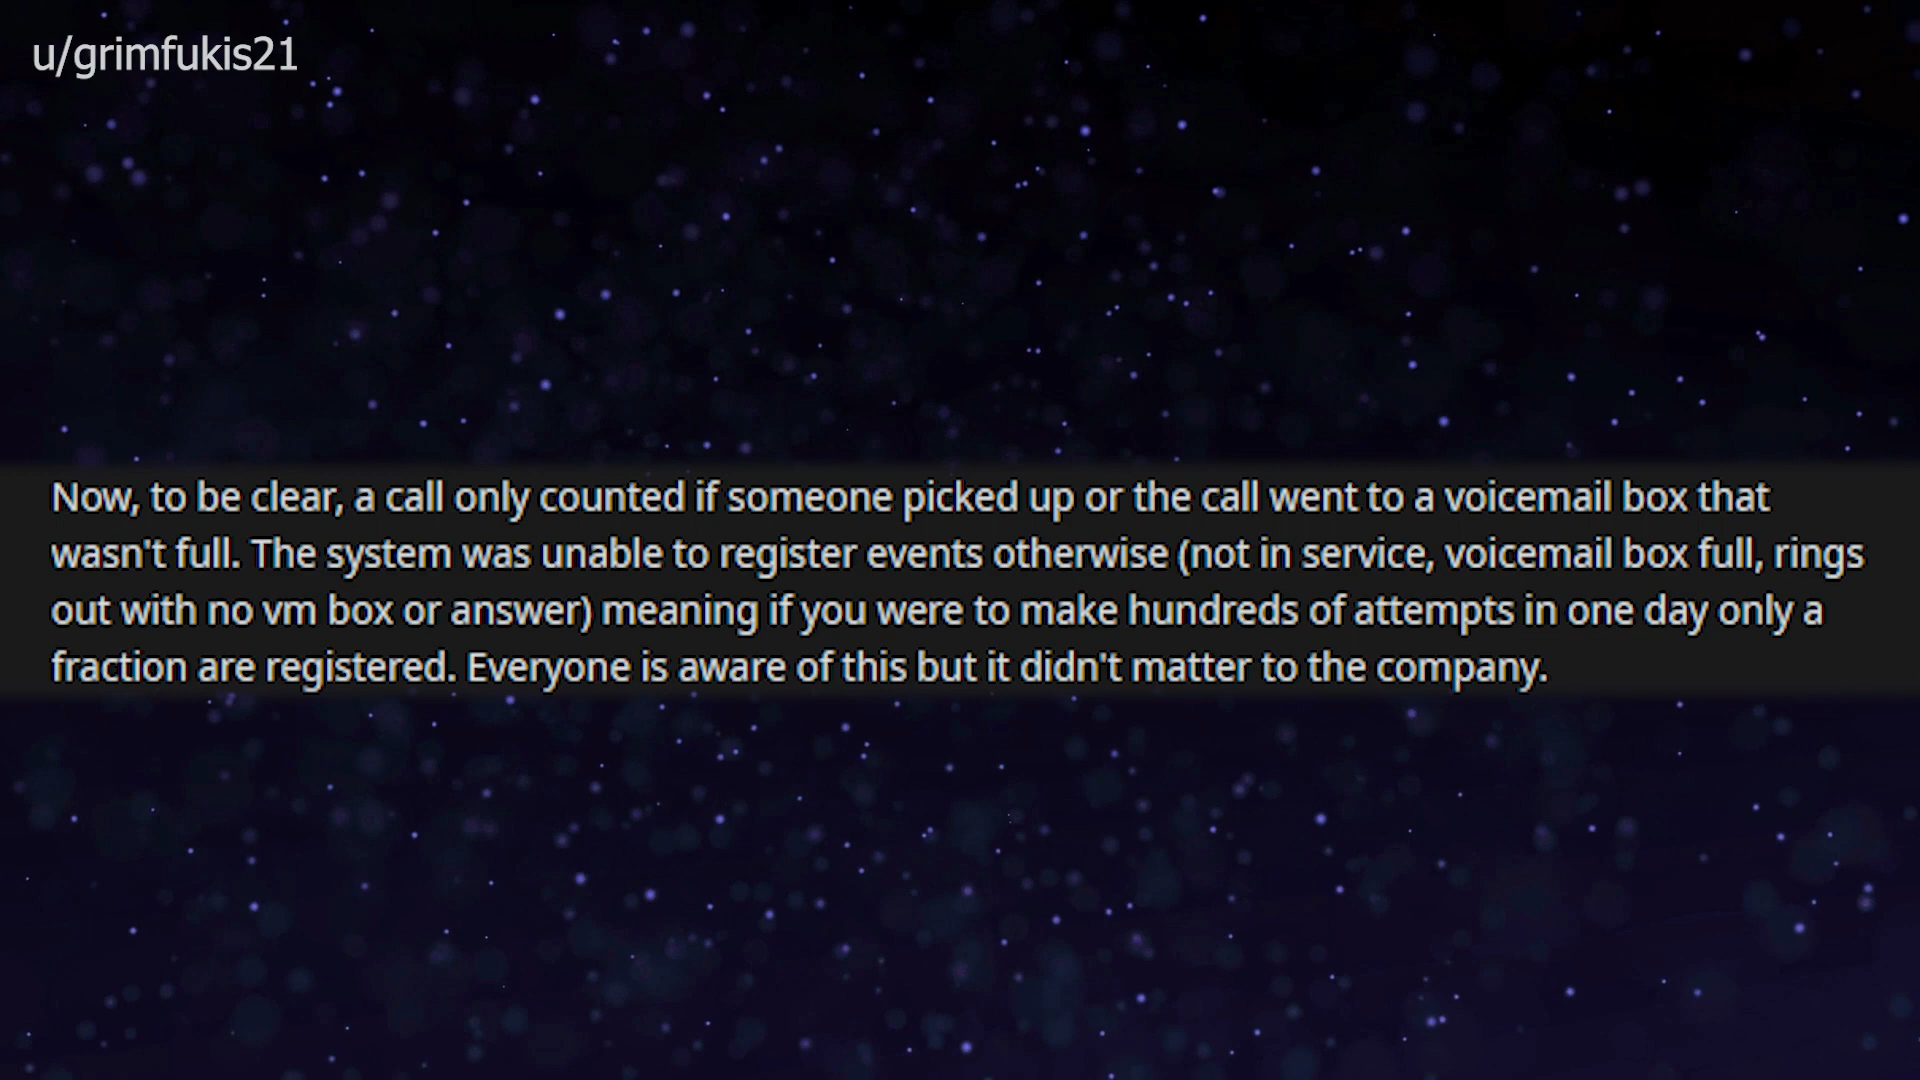 u/grimfukis21
Now, to be clear, a call only counted if someone picked up or the call went to a voicemail box that
wasn't full. The system was unable to register events otherwise (not in service, voicemail box full, rings
out with no vm box or answer) meaning if you were to make hundreds of attempts in one day only a
fraction are registered. Everyone is aware of this but it didn't matter to the company.